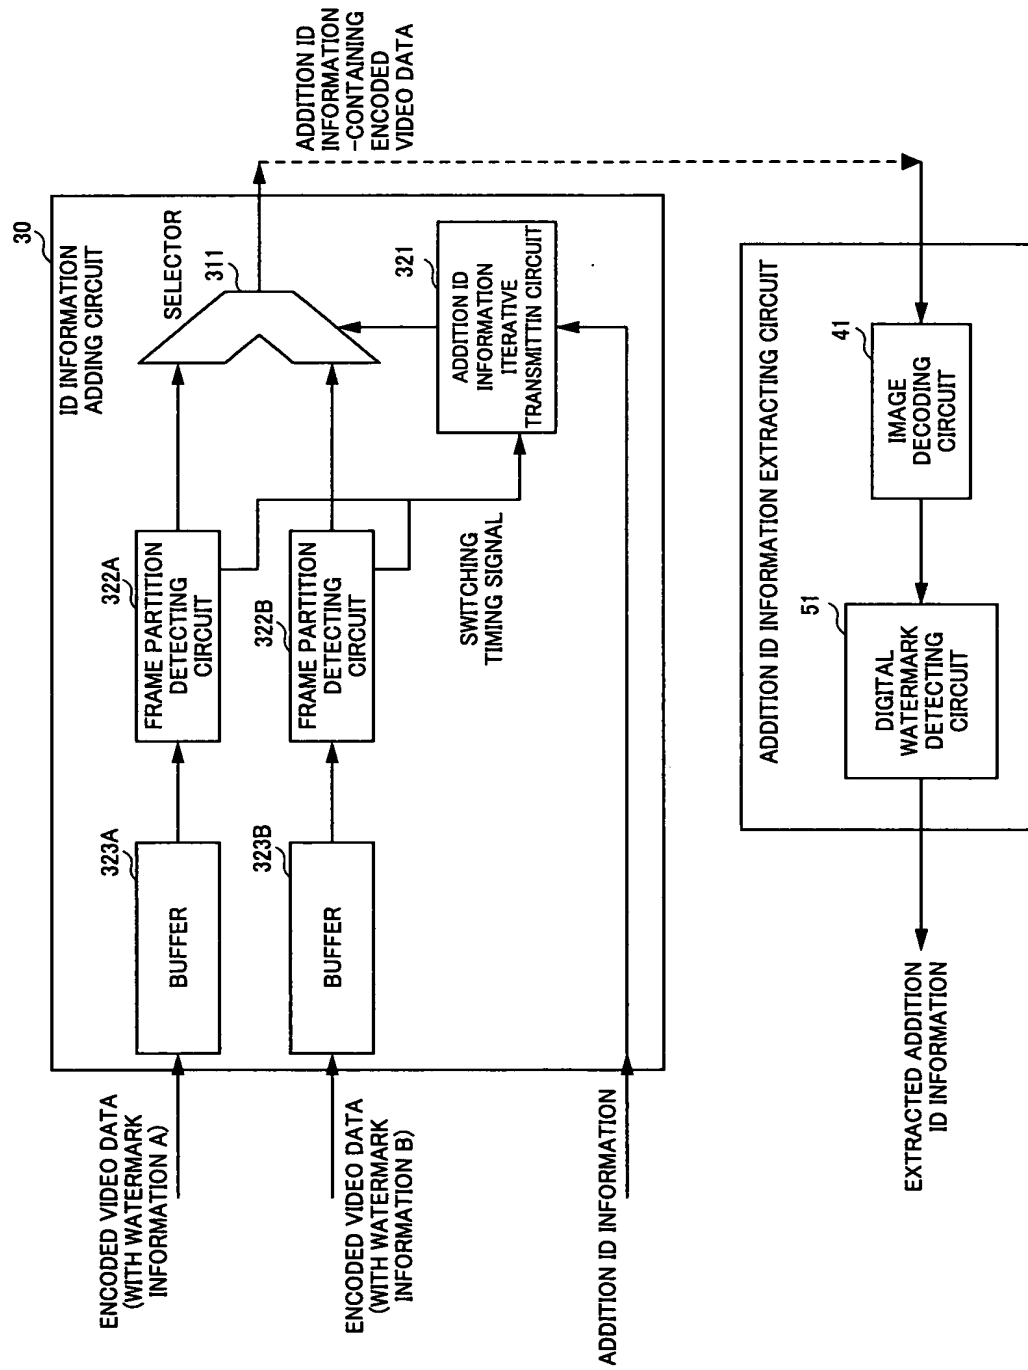 30
ID INFORMATION
ADDING CIRCUIT
ENCODED VIDEO DATA
(WITH WATERMARK
INFORMATION A)
323A
BUFFER
322A
FRAME PARTITION
DETECTING
CIRCUIT
SELECTOR
311
ADDITION ID
INFORMATION
-CONTAINING
ENCODED
VIDEO DATA
ENCODED VIDEO DATA
(WITH WATERMARK
INFORMATION B)
323B
BUFFER
322B
FRAME PARTITION
DETECTING
CIRCUIT
SWITCHING
TIMING SIGNAL
321
ADDITION ID
INFORMATION
ITERATIVE
TRANSMITTIN CIRCUIT
ADDITION ID INFORMATION
ADDITION ID INFORMATION EXTRACTING CIRCUIT
51
DIGITAL
WATERMARK
DETECTING
CIRCUIT
41
IMAGE
DECODING
CIRCUIT
EXTRACTED ADDITION
ID INFORMATION